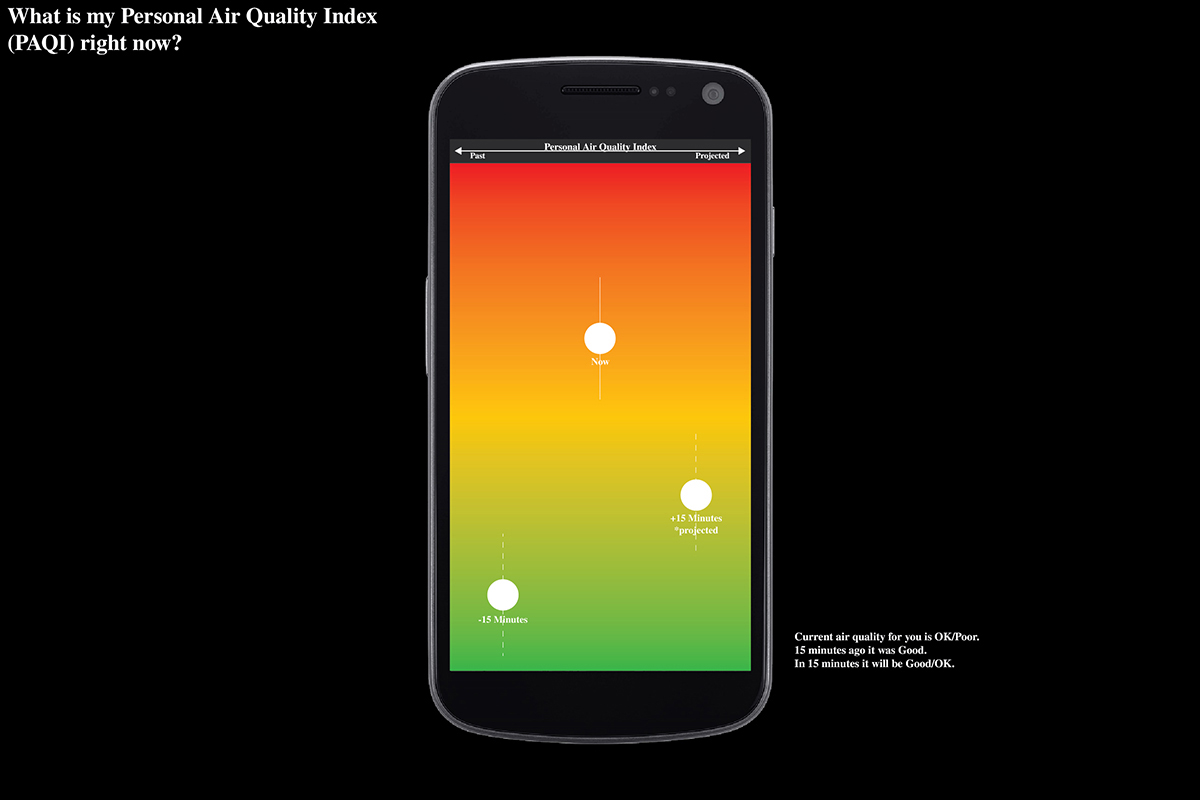 What is my Personal Air Quality Index
(PAQI) right now?
Personal Air Quality Index
Past
Projected
Now
+15 Minutes
*projected
-15 Minutes
Current air quality for you is OK/Poor.
15 minutes ago it was Good.
In 15 minutes it will be Good/OK.